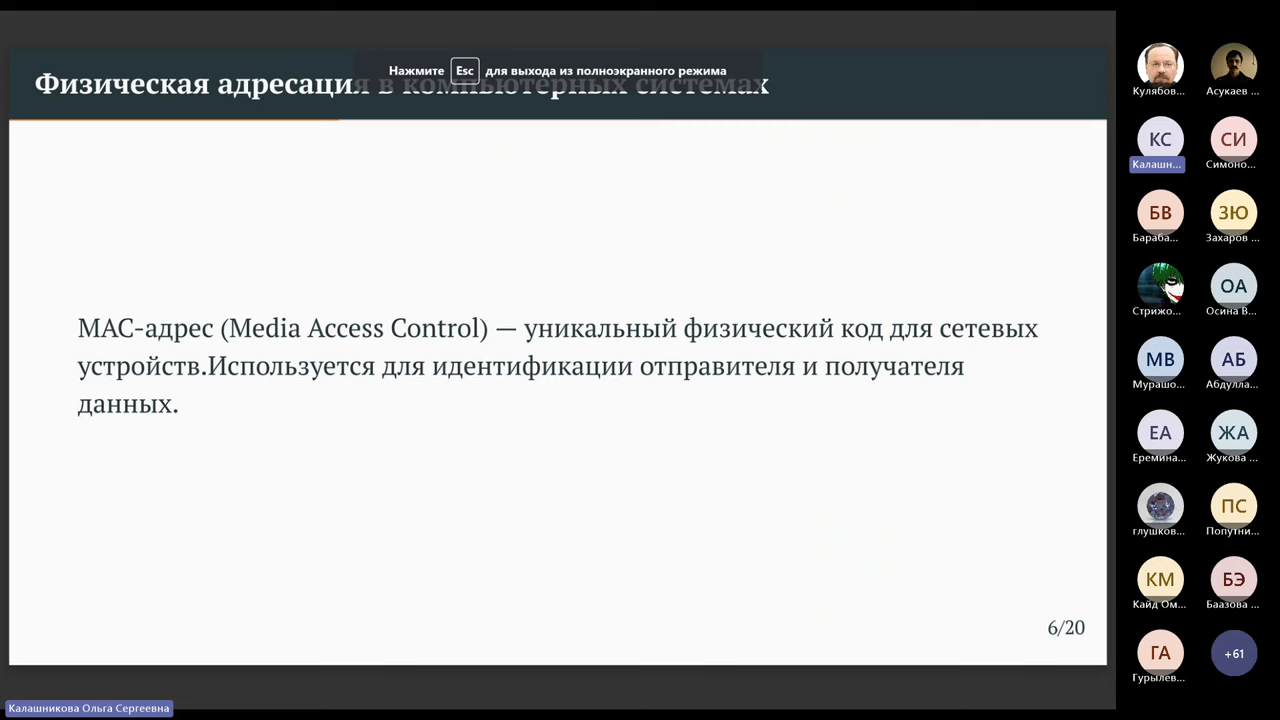 Нажмите Esc для выхода из полноэкранного режима
Физическая адресация в компьютерных системах
MAC-адрес (Media Access Control) — уникальный физический код для сетевых
устройств.Используется для идентификации отправителя и получателя
данных.
6/20
Кулябов...
Асукаев ...
КС
СИ
Калашн...
Симоно...
БВ
ЗЮ
Бараба...
Захаров ...
ОА
Стрижо...
Осина В...
МВ
АБ
Мурашо...
Абдулла...
ЕА
ЖА
Еремина...
Жукова ...
ПС
глушков...
Попутни...
КМ
БЭ
Кайд Ом...
Баазова ...
ГА
+61
Гурылев...
Калашникова Ольга Сергеевна